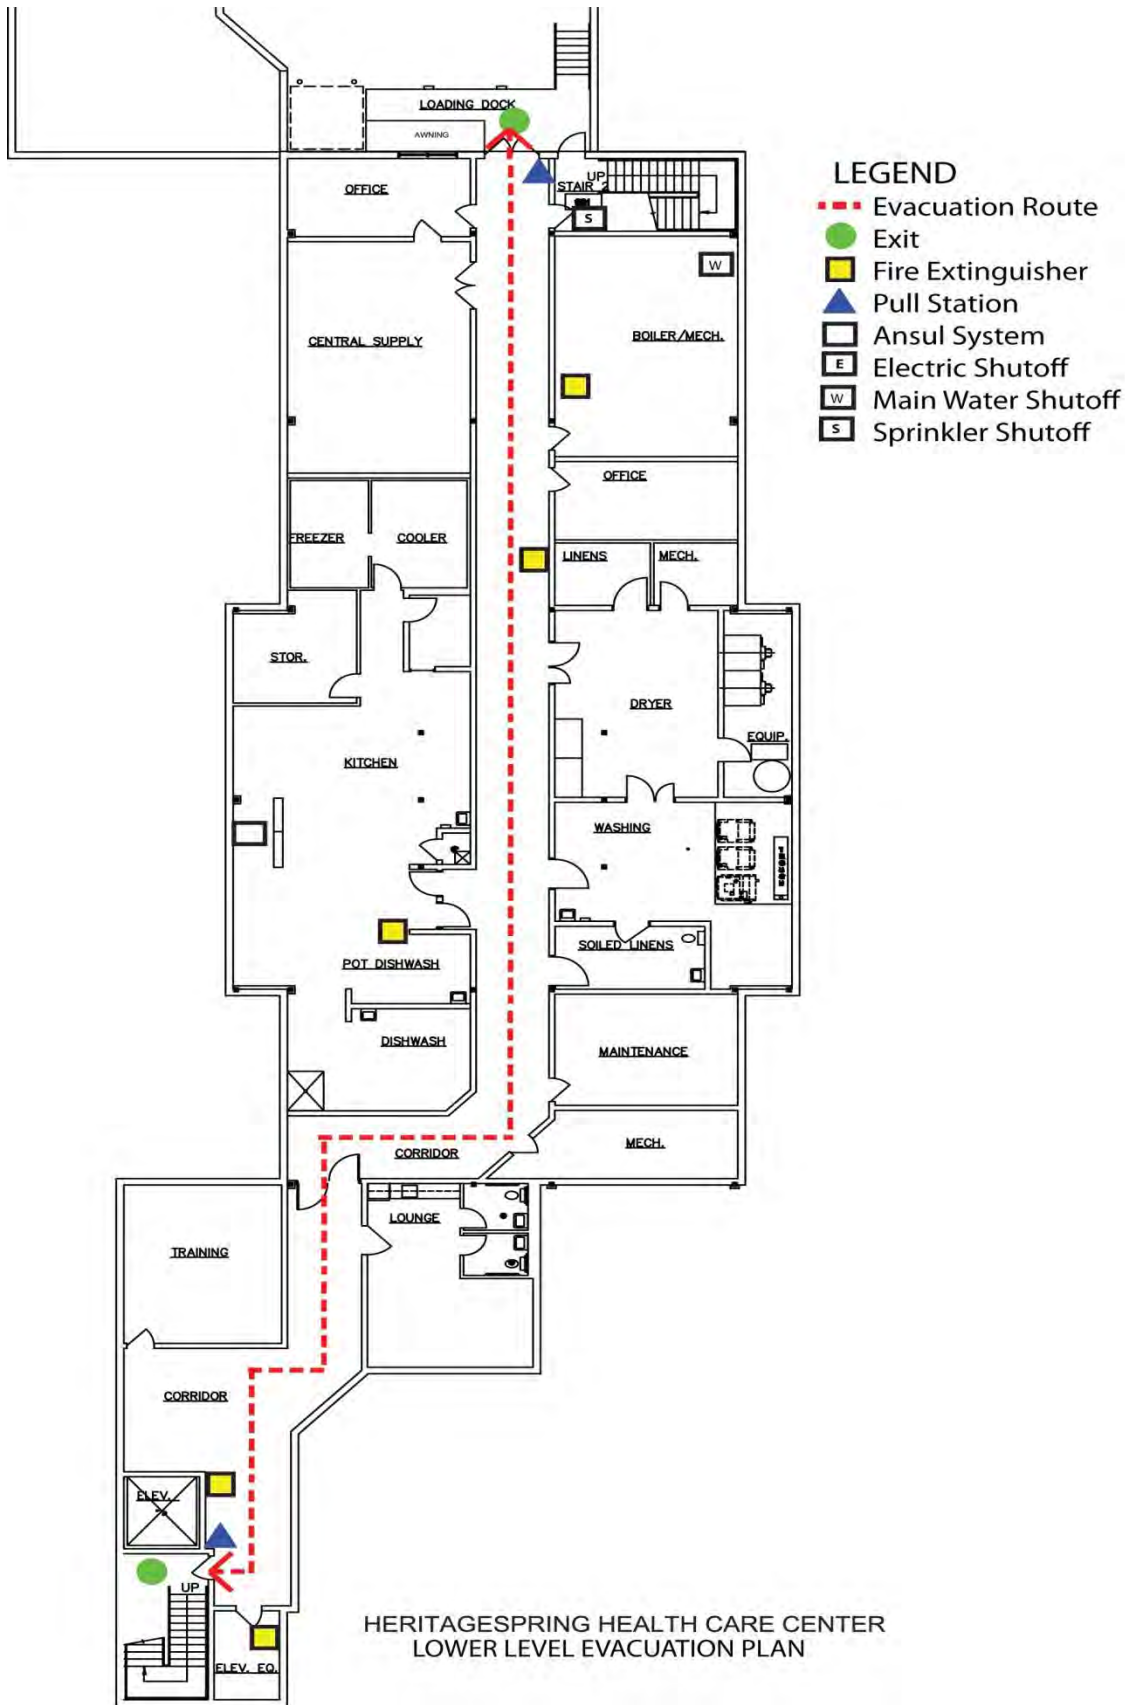 LOADING DOCK
AWNING
OFFICE
UP
STAIR 2
S
LEGEND
Evacuation Route
Exit
Fire Extinguisher
Pull Station
Ansul System
E Electric Shutoff
W Main Water Shutoff
S Sprinkler Shutoff
W
CENTRAL SUPPLY
BOILER/MECH.
OFFICE
FREEZER
COOLER
LINENS
MECH.
STOR.
DRYER
EQUIP.
KITCHEN
WASHING
POT DISHWASH
SOILED LINENS
DISHWASH
MAINTENANCE
CORRIDOR
MECH.
LOUNGE
TRAINING
CORRIDOR
ELEV.
UP
ELEV. EQ.
HERITAGESPRING HEALTH CARE CENTER
LOWER LEVEL EVACUATION PLAN